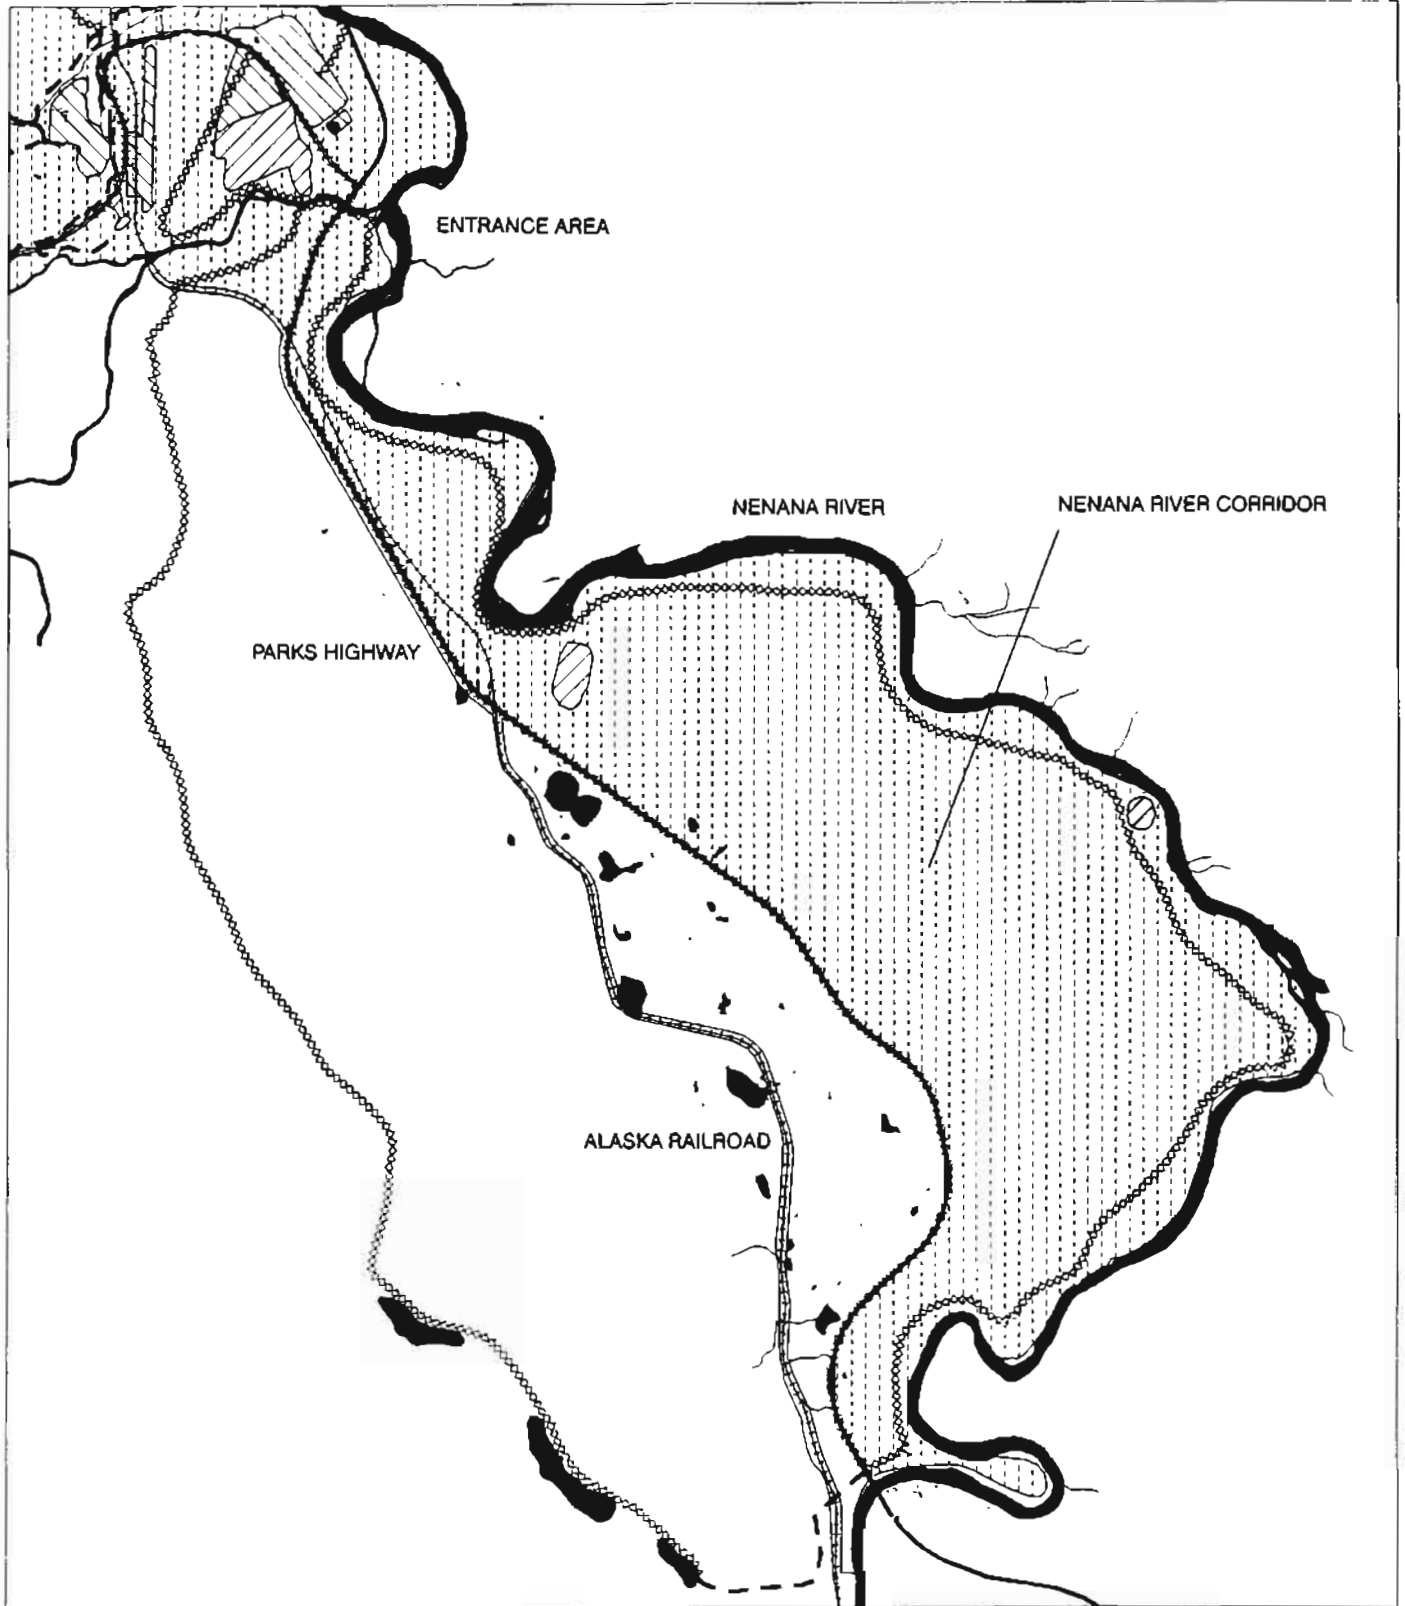 ENTRANCE AREA
NENANA RIVER
NENANA RIVER CORRIDOR
PARKS HIGHWAY
ALASKA RAILROAD